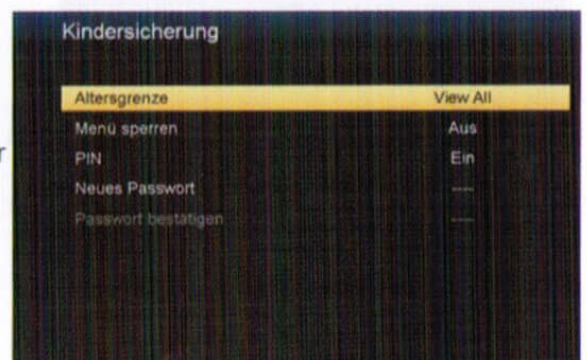 Kindersicherung
Altersgrenze View All
Menü sperren Aus
r
PIN Ein
Neues Passwort ----
Passwort bestätigen ----